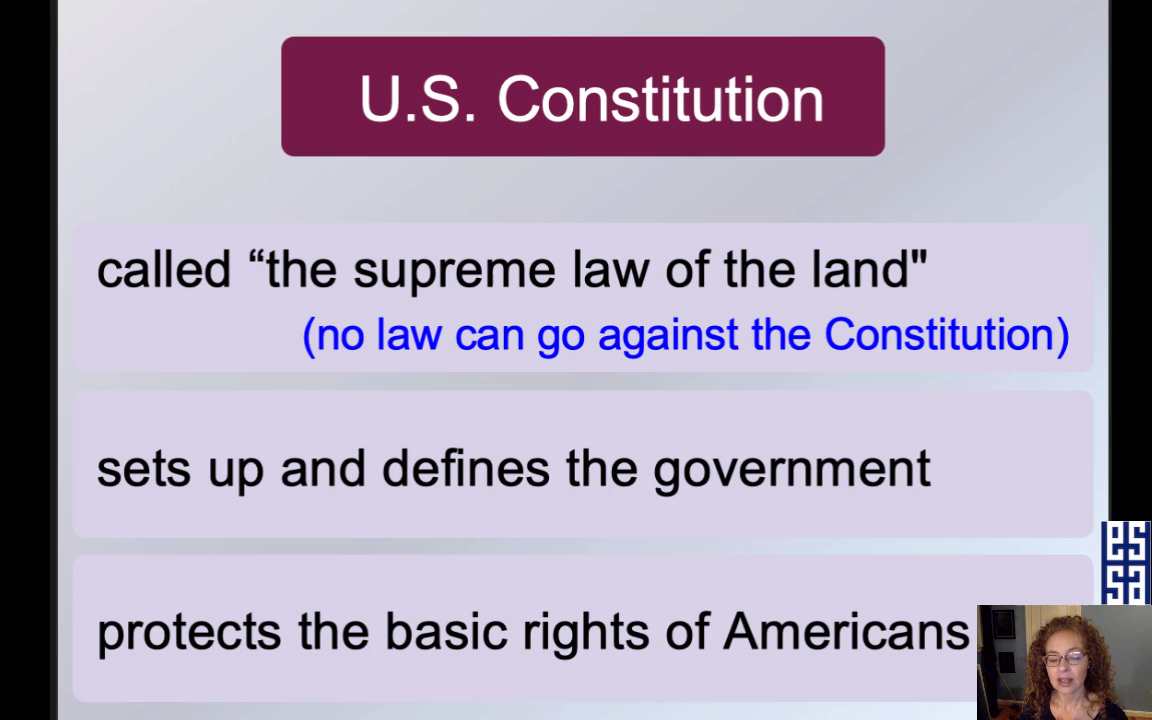 U.S. Constitution
called “the supreme law of the land"
(no law can go against the Constitution)
sets up and defines the government
protects the basic rights of Americans